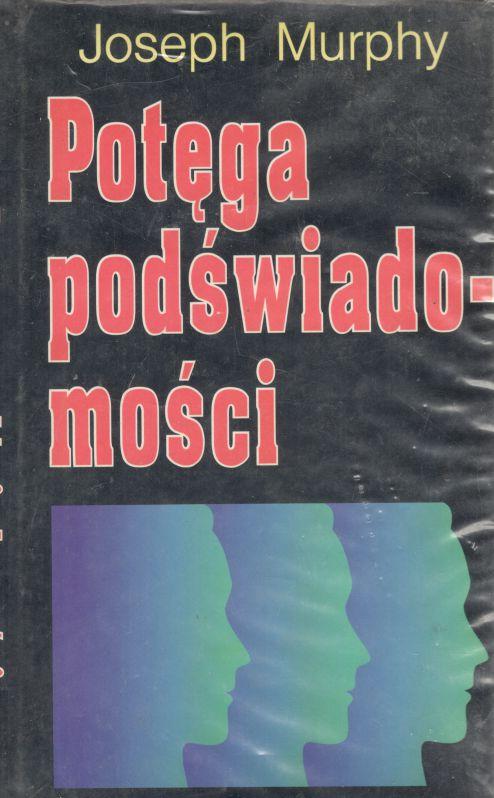 Joseph Murphy
Potęga
podświado-
mości